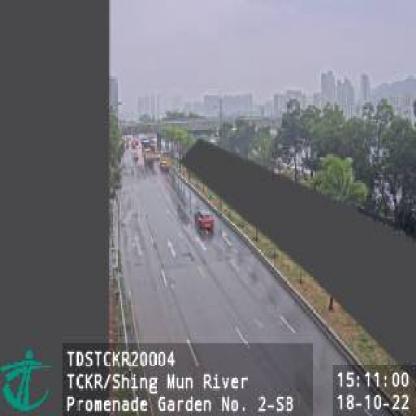 TDSTCKR20004
TCKR/Shing Mun River
Promenade Garden No. 2-SB
15:11:00
18-10-22